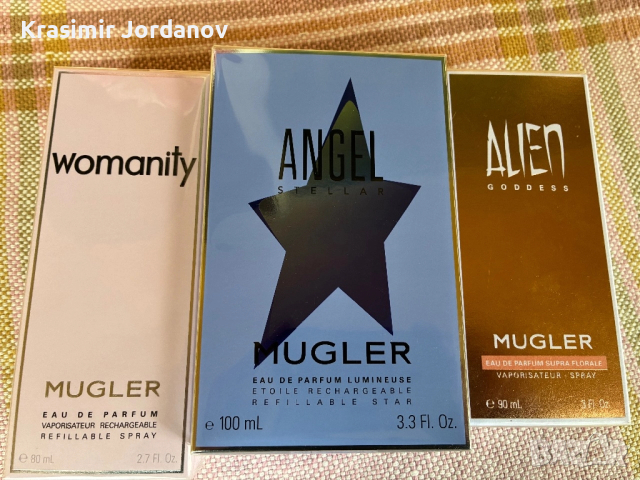 Krasimir Jordanov
womanity
MUGLER
EAU DE PARFUM
VAPORISATEUR RECHARGEABLE
REFILLABLE SPRAY
℮ 80 mL 2.7 Fl. Oz.
ANGEL
STELLAR
MUGLER
EAU DE PARFUM LUMINEUSE
ETOILE RECHARGEABLE
REFILLABLE STAR
℮ 100 mL 3.3 Fl. Oz.
ALIEN
GODDESS
MUGLER
EAU DE PARFUM SUPRA FLORALE
VAPORISATEUR - SPRAY
℮ 90 mL 3 Fl. Oz.